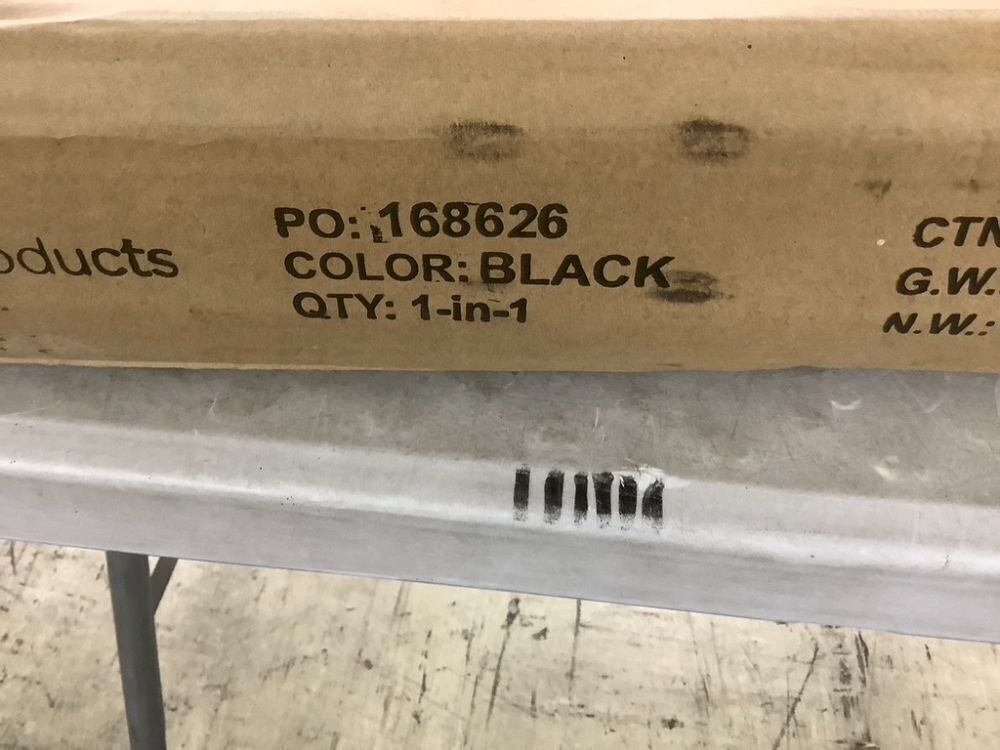 oducts
PO: 168626
COLOR: BLACK
QTY: 1-in-1
CTN
G.W.
N.W.: